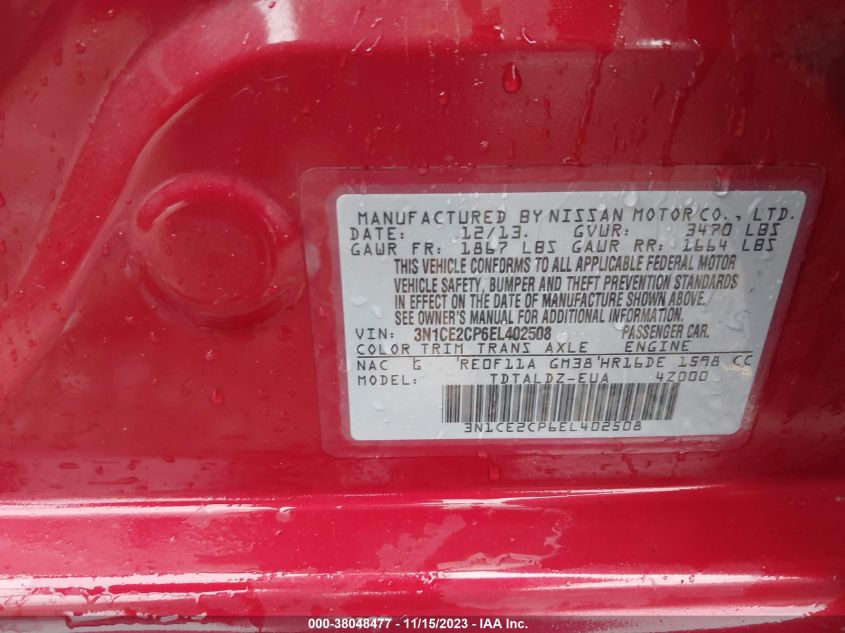 MANUFACTURED BY NISSAN MOTOR CO., LTD.
DATE: 12/13. GVWR: 3470 LBS
GAWR FR: 1867 LBS GAWR RR: 1664 LBS
THIS VEHICLE CONFORMS TO ALL APPLICABLE FEDERAL MOTOR
VEHICLE SAFETY, BUMPER AND THEFT PREVENTION STANDARDS
IN EFFECT ON THE DATE OF MANUFACTURE SHOWN ABOVE.
SEE OWNER'S MANUAL FOR ADDITIONAL INFORMATION.
VIN: 3N1CE2CP6EL402508 PASSENGER CAR.
COLOR TRIM TRANS AXLE ENGINE
NAC G 'RE0F11A GM38'HR16DE 1598 CC
MODEL: TDTALDZ-EUA 4Z000
3N1CE2CP6EL402508
000-38048477 - 11/15/2023 - IAA Inc.